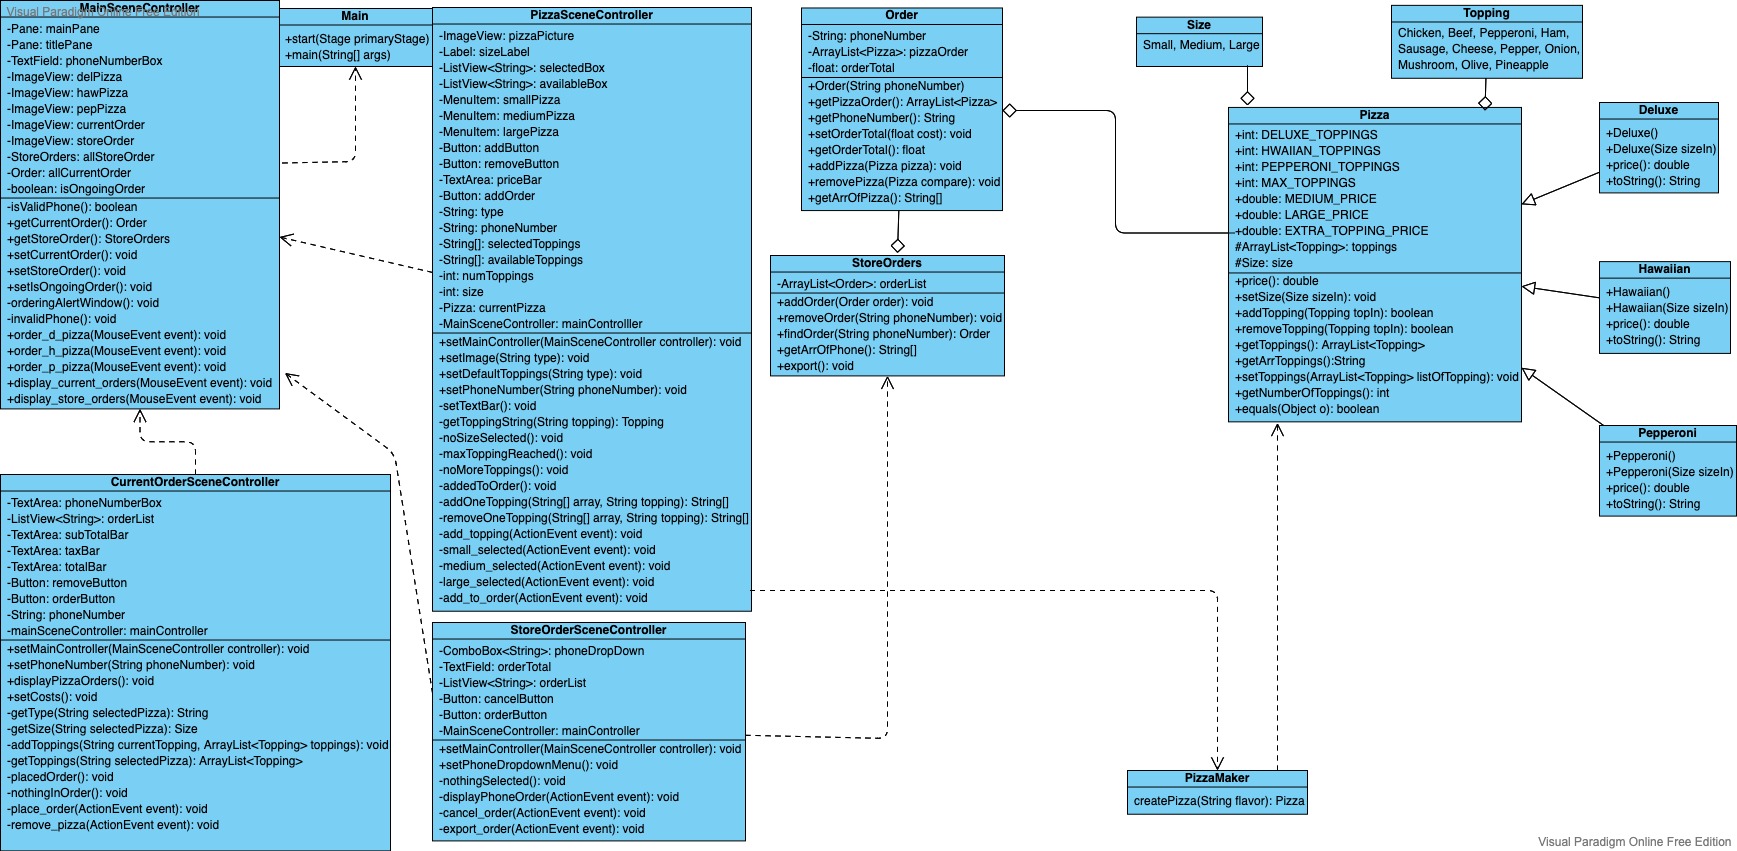 MainSceneController
Visual Paradigm Online Free Edition
-Pane: mainPane
-Pane: titlePane
-TextField: phoneNumberBox
-ImageView: delPizza
-ImageView: hawPizza
-ImageView: pepPizza
-ImageView: currentOrder
-ImageView: storeOrder
-StoreOrders: allStoreOrder
-Order: allCurrentOrder
-boolean: isOngoingOrder
-isValidPhone(): boolean
+getCurrentOrder(): Order
+getStoreOrder(): StoreOrders
+setCurrentOrder(): void
+setStoreOrder(): void
+setIsOngoingOrder(): void
-orderingAlertWindow(): void
-invalidPhone(): void
+order_d_pizza(MouseEvent event): void
+order_h_pizza(MouseEvent event): void
+order_p_pizza(MouseEvent event): void
+display_current_orders(MouseEvent event): void
+display_store_orders(MouseEvent event): void
Main
+start(Stage primaryStage)
+main(String[] args)
PizzaSceneController
-ImageView: pizzaPicture
-Label: sizeLabel
-ListView<String>: selectedBox
-ListView<String>: availableBox
-MenuItem: smallPizza
-MenuItem: mediumPizza
-MenuItem: largePizza
-Button: addButton
-Button: removeButton
-TextArea: priceBar
-Button: addOrder
-String: type
-String: phoneNumber
-String[]: selectedToppings
-String[]: availableToppings
-int: numToppings
-int: size
-Pizza: currentPizza
-MainSceneController: mainControlller
+setMainController(MainSceneController controller): void
+setImage(String type): void
+setDefaultToppings(String type): void
+setPhoneNumber(String phoneNumber): void
-setTextBar(): void
-getToppingString(String topping): Topping
-noSizeSelected(): void
-maxToppingReached(): void
-noMoreToppings(): void
-addedToOrder(): void
-addOneTopping(String[] array, String topping): String[]
-removeOneTopping(String[] array, String topping): String[]
-add_topping(ActionEvent event): void
-small_selected(ActionEvent event): void
-medium_selected(ActionEvent event): void
-large_selected(ActionEvent event): void
-add_to_order(ActionEvent event): void
Order
-String: phoneNumber
-ArrayList<Pizza>: pizzaOrder
-float: orderTotal
+Order(String phoneNumber)
+getPizzaOrder(): ArrayList<Pizza>
+getPhoneNumber(): String
+setOrderTotal(float cost): void
+getOrderTotal(): float
+addPizza(Pizza pizza): void
+removePizza(Pizza compare): void
+getArrOfPizza(): String[]
StoreOrders
-ArrayList<Order>: orderList
+addOrder(Order order): void
+removeOrder(String phoneNumber): void
+findOrder(String phoneNumber): Order
+getArrOfPhone(): String[]
+export(): void
Size
Small, Medium, Large
Topping
Chicken, Beef, Pepperoni, Ham,
Sausage, Cheese, Pepper, Onion,
Mushroom, Olive, Pineapple
Pizza
+int: DELUXE_TOPPINGS
+int: HWAIIAN_TOPPINGS
+int: PEPPERONI_TOPPINGS
+int: MAX_TOPPINGS
+double: MEDIUM_PRICE
+double: LARGE_PRICE
+double: EXTRA_TOPPING_PRICE
#ArrayList<Topping>: toppings
#Size: size
+price(): double
+setSize(Size sizeIn): void
+addTopping(Topping topIn): boolean
+removeTopping(Topping topIn): boolean
+getToppings(): ArrayList<Topping>
+getArrToppings():String
+setToppings(ArrayList<Topping> listOfTopping): void
+getNumberOfToppings(): int
+equals(Object o): boolean
Deluxe
+Deluxe()
+Deluxe(Size sizeIn)
+price(): double
+toString(): String
Hawaiian
+Hawaiian()
+Hawaiian(Size sizeIn)
+price(): double
+toString(): String
Pepperoni
+Pepperoni()
+Pepperoni(Size sizeIn)
+price(): double
+toString(): String
CurrentOrderSceneController
-TextArea: phoneNumberBox
-ListView<String>: orderList
-TextArea: subTotalBar
-TextArea: taxBar
-TextArea: totalBar
-Button: removeButton
-Button: orderButton
-String: phoneNumber
-mainSceneController: mainController
+setMainController(MainSceneController controller): void
+setPhoneNumber(String phoneNumber): void
+displayPizzaOrders(): void
+setCosts(): void
-getType(String selectedPizza): String
-getSize(String selectedPizza): Size
-addToppings(String currentTopping, ArrayList<Topping> toppings): void
-getToppings(String selectedPizza): ArrayList<Topping>
-placedOrder(): void
-nothingInOrder(): void
-place_order(ActionEvent event): void
-remove_pizza(ActionEvent event): void
StoreOrderSceneController
-ComboBox<String>: phoneDropDown
-TextField: orderTotal
-ListView<String>: orderList
-Button: cancelButton
-Button: orderButton
-MainSceneController: mainController
+setMainController(MainSceneController controller): void
+setPhoneDropdownMenu(): void
-nothingSelected(): void
-displayPhoneOrder(ActionEvent event): void
-cancel_order(ActionEvent event): void
-export_order(ActionEvent event): void
PizzaMaker
createPizza(String flavor): Pizza
Visual Paradigm Online Free Edition